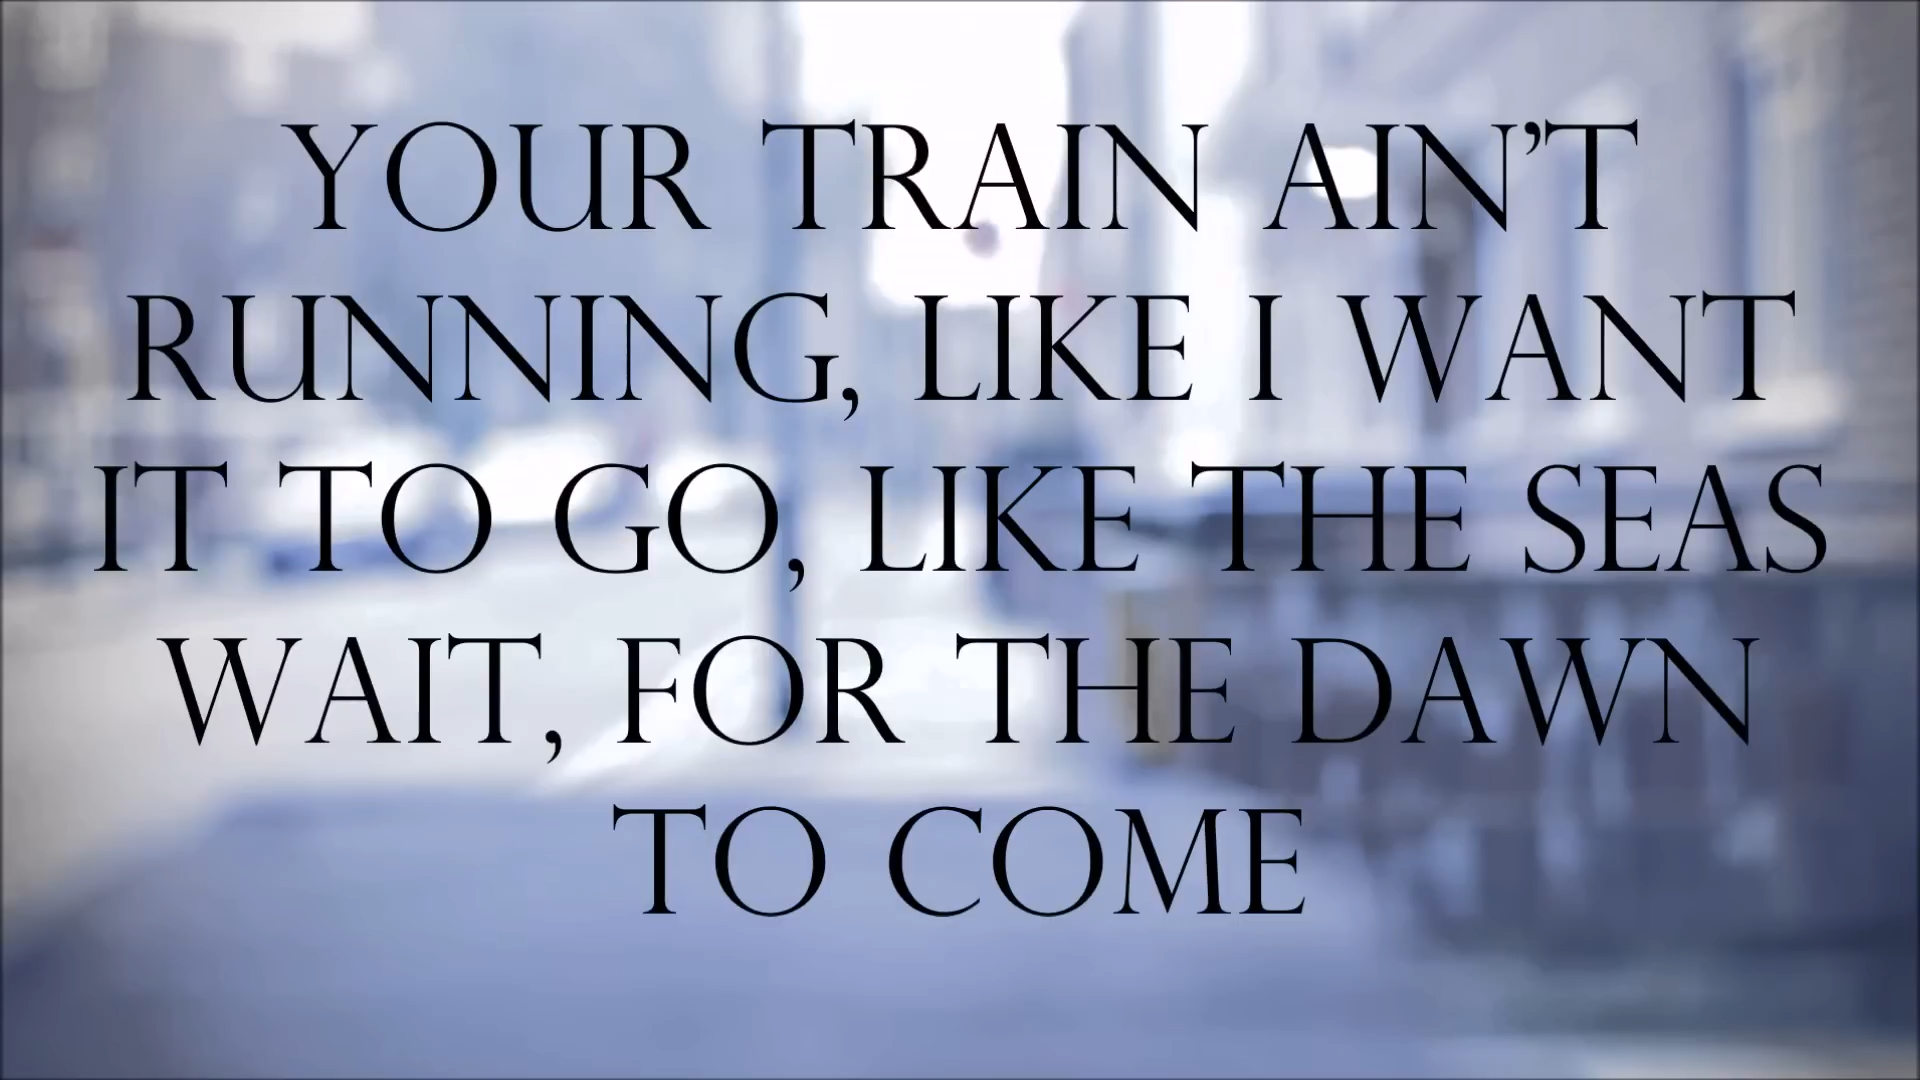 YOUR TRAIN AIN'T
RUNNING, LIKE I WANT
IT TO GO, LIKE THE SEAS
WAIT, FOR THE DAWN
TO COME